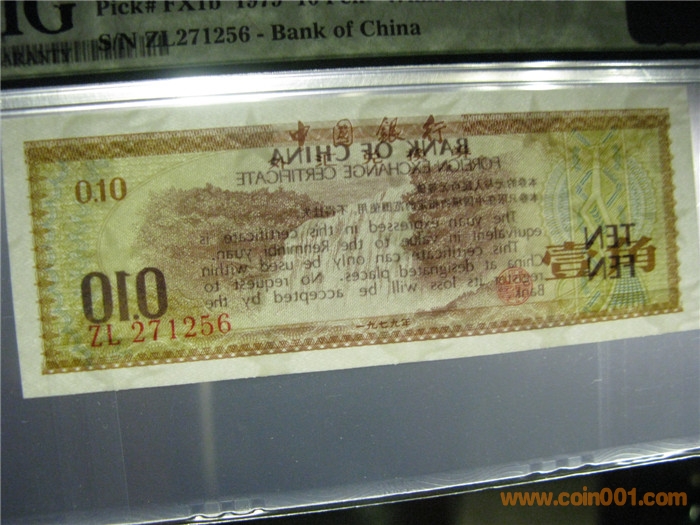 Pick# FX1b 1979 10 Fen
S/N ZL271256 - Bank of China
中国銀行
BANK OF CHINA
FOREIGN EXCHANGE CERTIFICATE
0.10
The yuan expressed in this certificate is
equivalent in value to the Renminbi yuan.
This certificate can only be used within
China at designated places. No request to
register its loss will be accepted by the
Bank.
TEN
FEN
壹角
0.10
ZL 271256
一九七九年
www.coin001.com